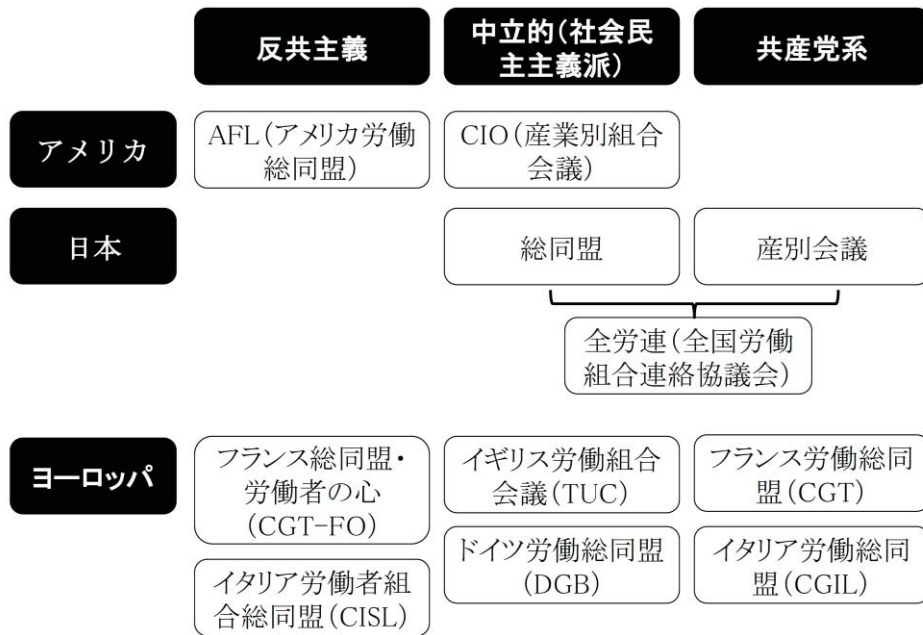 反共主義
中立的(社会民
主主義派)
共産党系
アメリカ
AFL(アメリカ労働
総同盟)
CIO(産業別組合
会議)
日本
総同盟
産別会議
全労連(全国労働
組合連絡協議会)
ヨーロッパ
フランス総同盟・
労働者の心
(CGT-FO)
イギリス労働組合
会議(TUC)
フランス労働総同
盟(CGT)
イタリア労働者組
合総同盟(CISL)
ドイツ労働総同盟
(DGB)
イタリア労働総同
盟(CGIL)